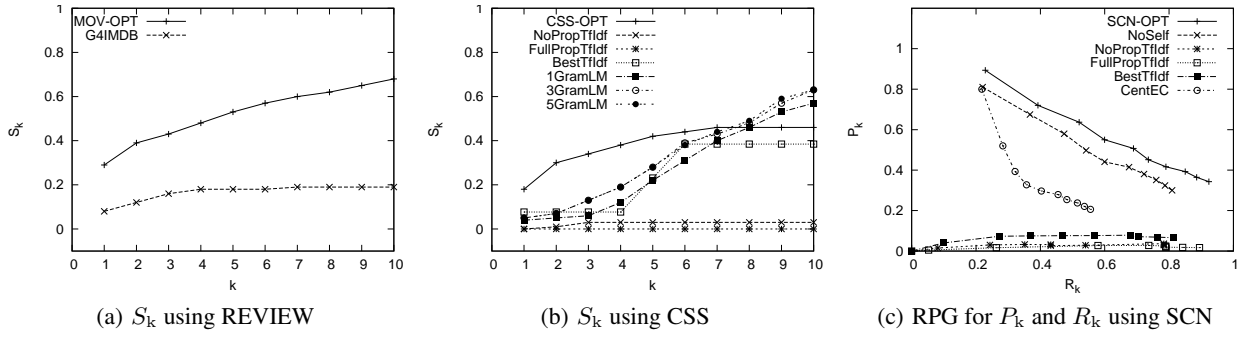 MOV-OPT
G4IMDB
1
0.8
0.6
0.4
0.2
0
S_k
1 2 3 4 5 6 7 8 9 10
k
(a) S_k using REVIEW
CSS-OPT
NoPropTfIdf
FullPropTfIdf
BestTfIdf
1GramLM
3GramLM
5GramLM
1
0.8
0.6
0.4
0.2
0
S_k
1 2 3 4 5 6 7 8 9 10
k
(b) S_k using CSS
SCN-OPT
NoSelf
NoPropTfIdf
FullPropTfIdf
BestTfIdf
CentEC
1
0.8
0.6
0.4
0.2
0
P_k
0 0.2 0.4 0.6 0.8 1
R_k
(c) RPG for P_k and R_k using SCN